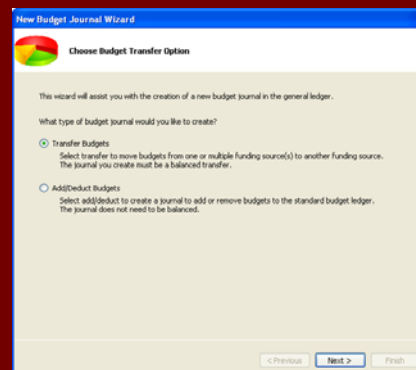 New Budget Journal Wizard
Choose Budget Transfer Option
This wizard will assist you with the creation of a new budget journal in the general ledger.
What type of budget journal would you like to create?
Transfer Budgets
Select transfer to move budgets from one or multiple funding source(s) to another funding source.
The journal you create must be a balanced transfer.
Add/Deduct Budgets
Select add/deduct to create a journal to add or remove budgets to the standard budget ledger.
The journal does not need to be balanced.
< Previous Next > Finish